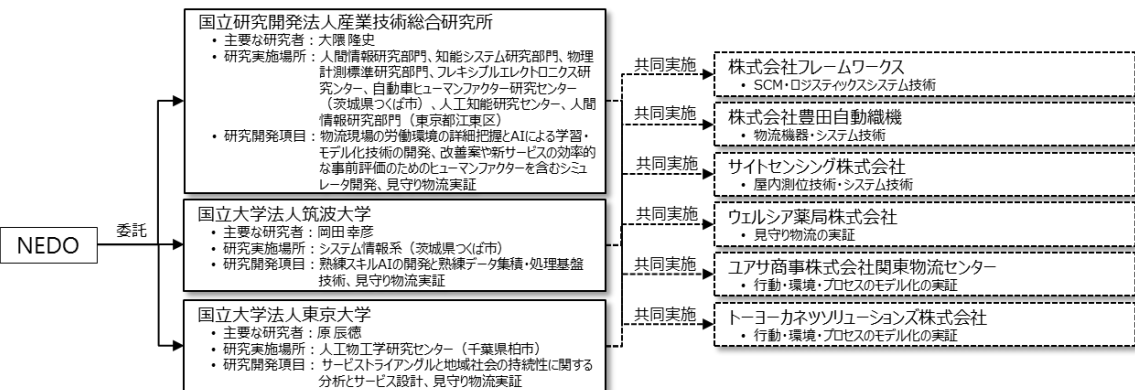 NEDO
委託
国立研究開発法人産業技術総合研究所
• 主要な研究者：大隈 隆史
• 研究実施場所：人間情報研究部門、知能システム研究部門、物理
計測標準研究部門、フレキシブルエレクトロニクス研
究ンター、自動車ヒューマンファクター研究センター
（茨城県つくば市）、人工知能研究センター、人間
情報研究部門（東京都江東区）
• 研究開発項目：物流現場の労働環境の詳細把握とAIによる学習・
モデル化技術の開発、改善案や新サービスの効率的
な事前評価のためのヒューマンファクターを含むシミュ
レータ開発、見守り物流実証
国立大学法人筑波大学
• 主要な研究者：岡田 幸彦
• 研究実施場所：システム情報系（茨城県つくば市）
• 研究開発項目：熟練スキルAIの開発と熟練データ集積・処理基盤
技術、見守り物流実証
国立大学法人東京大学
• 主要な研究者：原 辰徳
• 研究実施場所：人工物工学研究センター（千葉県柏市）
• 研究開発項目：サービストライアングルと地域社会の持続性に関する
分析とサービス設計、見守り物流実証
共同実施
株式会社フレームワークス
• SCM・ロジスティックスシステム技術
共同実施
株式会社豊田自動織機
• 物流機器・システム技術
共同実施
サイトセンシング株式会社
• 屋内測位技術・システム技術
共同実施
ウェルシア薬局株式会社
• 見守り物流の実証
共同実施
ユアサ商事株式会社関東物流センター
• 行動・環境・プロセスのモデル化の実証
共同実施
トーヨーカネツソリューションズ株式会社
• 行動・環境・プロセスのモデル化の実証